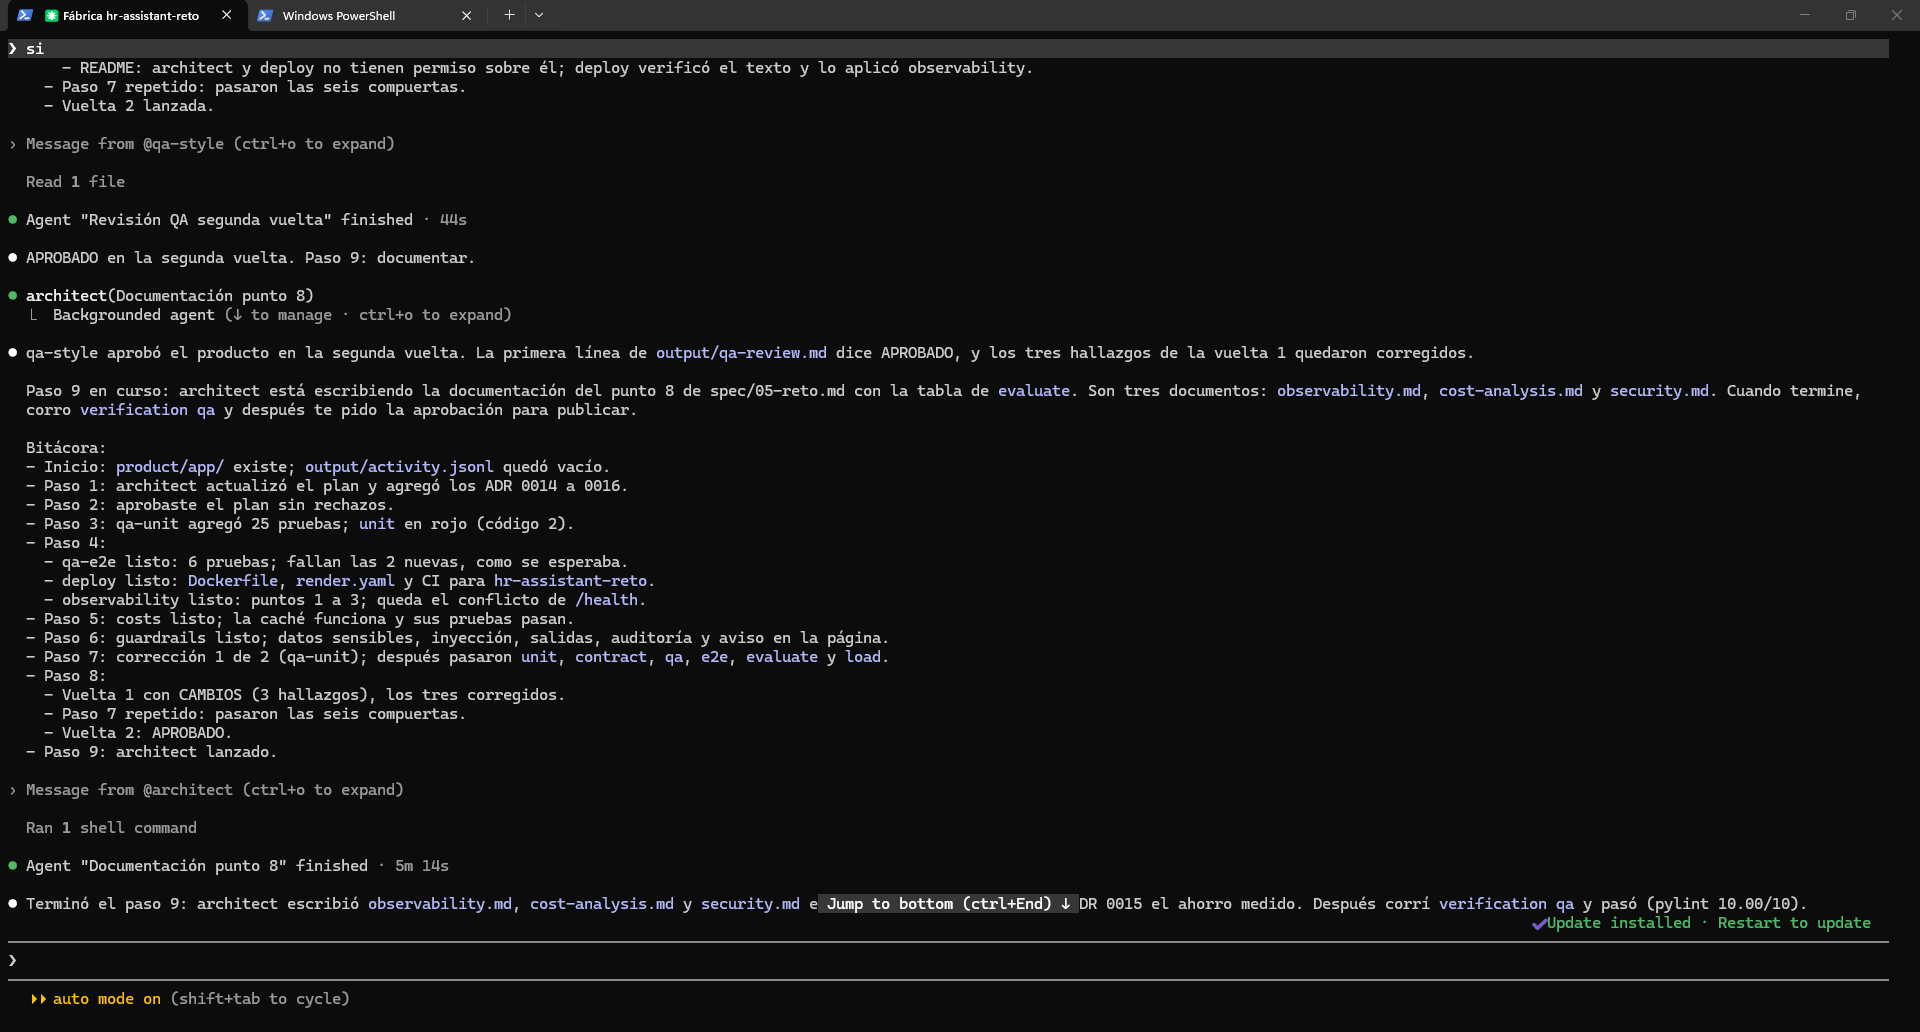 Fábrica hr-assistant-reto
Windows PowerShell
❯ si
– README: architect y deploy no tienen permiso sobre él; deploy verificó el texto y lo aplicó observability.
– Paso 7 repetido: pasaron las seis compuertas.
– Vuelta 2 lanzada.
› Message from @qa-style (ctrl+o to expand)
Read 1 file
● Agent "Revisión QA segunda vuelta" finished · 44s
● APROBADO en la segunda vuelta. Paso 9: documentar.
● architect(Documentación punto 8)
└ Backgrounded agent (↓ to manage · ctrl+o to expand)
● qa-style aprobó el producto en la segunda vuelta. La primera línea de output/qa-review.md dice APROBADO, y los tres hallazgos de la vuelta 1 quedaron corregidos.
Paso 9 en curso: architect está escribiendo la documentación del punto 8 de spec/05-reto.md con la tabla de evaluate. Son tres documentos: observability.md, cost-analysis.md y security.md. Cuando termine,
corro verification qa y después te pido la aprobación para publicar.
Bitácora:
– Inicio: product/app/ existe; output/activity.jsonl quedó vacío.
– Paso 1: architect actualizó el plan y agregó los ADR 0014 a 0016.
– Paso 2: aprobaste el plan sin rechazos.
– Paso 3: qa-unit agregó 25 pruebas; unit en rojo (código 2).
– Paso 4:
– qa-e2e listo: 6 pruebas; fallan las 2 nuevas, como se esperaba.
– deploy listo: Dockerfile, render.yaml y CI para hr-assistant-reto.
– observability listo: puntos 1 a 3; queda el conflicto de /health.
– Paso 5: costs listo; la caché funciona y sus pruebas pasan.
– Paso 6: guardrails listo; datos sensibles, inyección, salidas, auditoría y aviso en la página.
– Paso 7: corrección 1 de 2 (qa-unit); después pasaron unit, contract, qa, e2e, evaluate y load.
– Paso 8:
– Vuelta 1 con CAMBIOS (3 hallazgos), los tres corregidos.
– Paso 7 repetido: pasaron las seis compuertas.
– Vuelta 2: APROBADO.
– Paso 9: architect lanzado.
› Message from @architect (ctrl+o to expand)
Ran 1 shell command
● Agent "Documentación punto 8" finished · 5m 14s
● Terminó el paso 9: architect escribió observability.md, cost-analysis.md y security.md e Jump to bottom (ctrl+End) ↓ DR 0015 el ahorro medido. Después corrí verification qa y pasó (pylint 10.00/10).
✓Update installed · Restart to update
❯
⏵⏵ auto mode on (shift+tab to cycle)